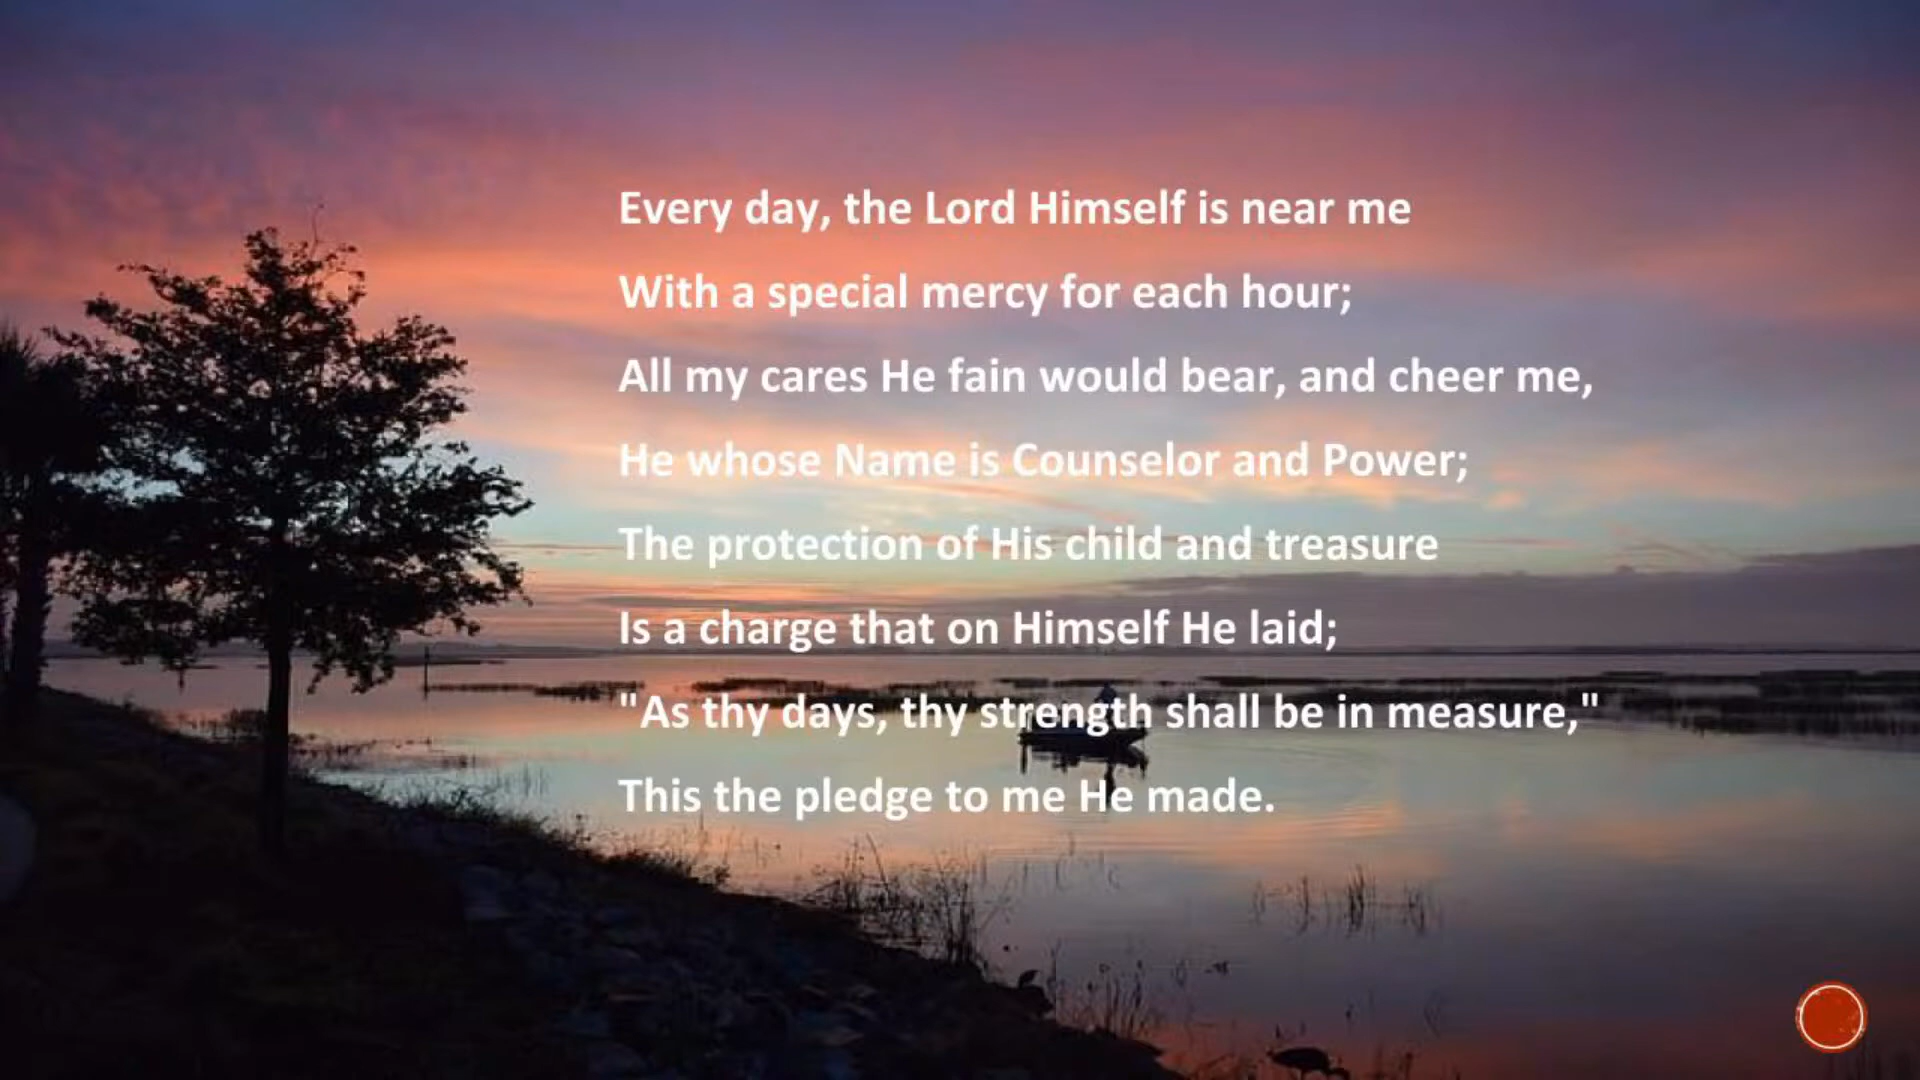 Every day, the Lord Himself is near me
With a special mercy for each hour;
All my cares He fain would bear, and cheer me,
He whose Name is Counselor and Power;
The protection of His child and treasure
Is a charge that on Himself He laid;
"As thy days, thy strength shall be in measure,"
This the pledge to me He made.